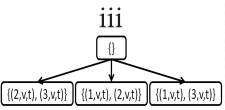 iii
{}
{(2,v,t), (3,v,t)} {(1,v,t), (2,v,t)} {(1,v,t), (3,v,t)}